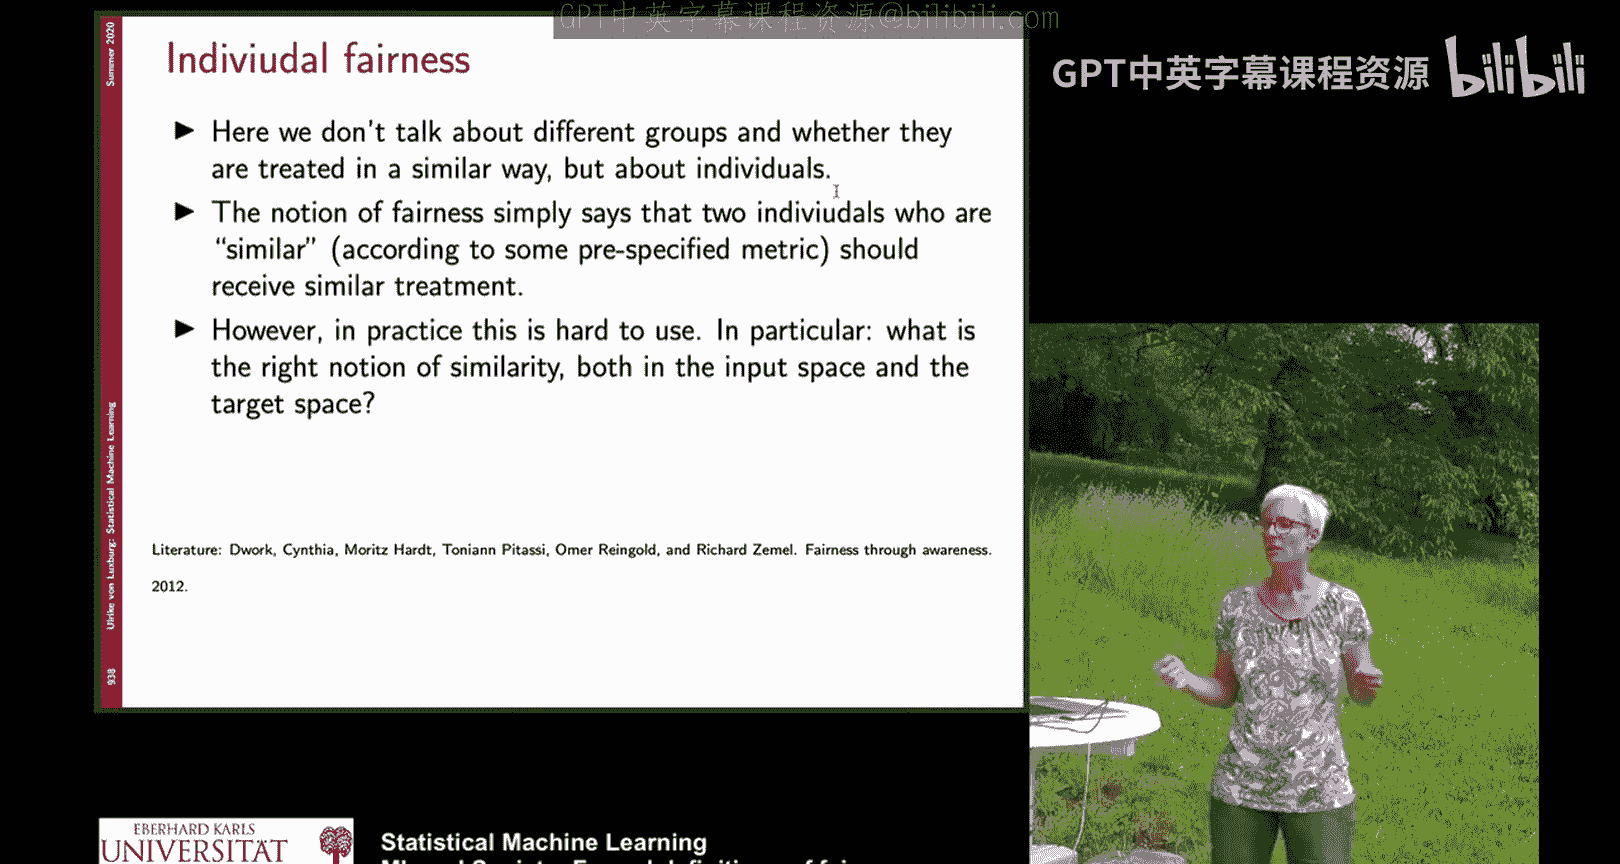 GPT中英字幕课程资源@bilibili.com
GPT中英字幕课程资源 bilibili
Summer 2020
Indiviudal fairness
Here we don't talk about different groups and whether they
are treated in a similar way, but about individuals.
The notion of fairness simply says that two indiviudals who are
“similar” (according to some pre-specified metric) should
receive similar treatment.
However, in practice this is hard to use. In particular: what is
the right notion of similarity, both in the input space and the
target space?
Literature: Dwork, Cynthia, Moritz Hardt, Toniann Pitassi, Omer Reingold, and Richard Zemel. Fairness through awareness.
2012.
Ulrike von Luxburg: Statistical Machine Learning
938
EBERHARD KARLS
UNIVERSITÄT
Statistical Machine Learning